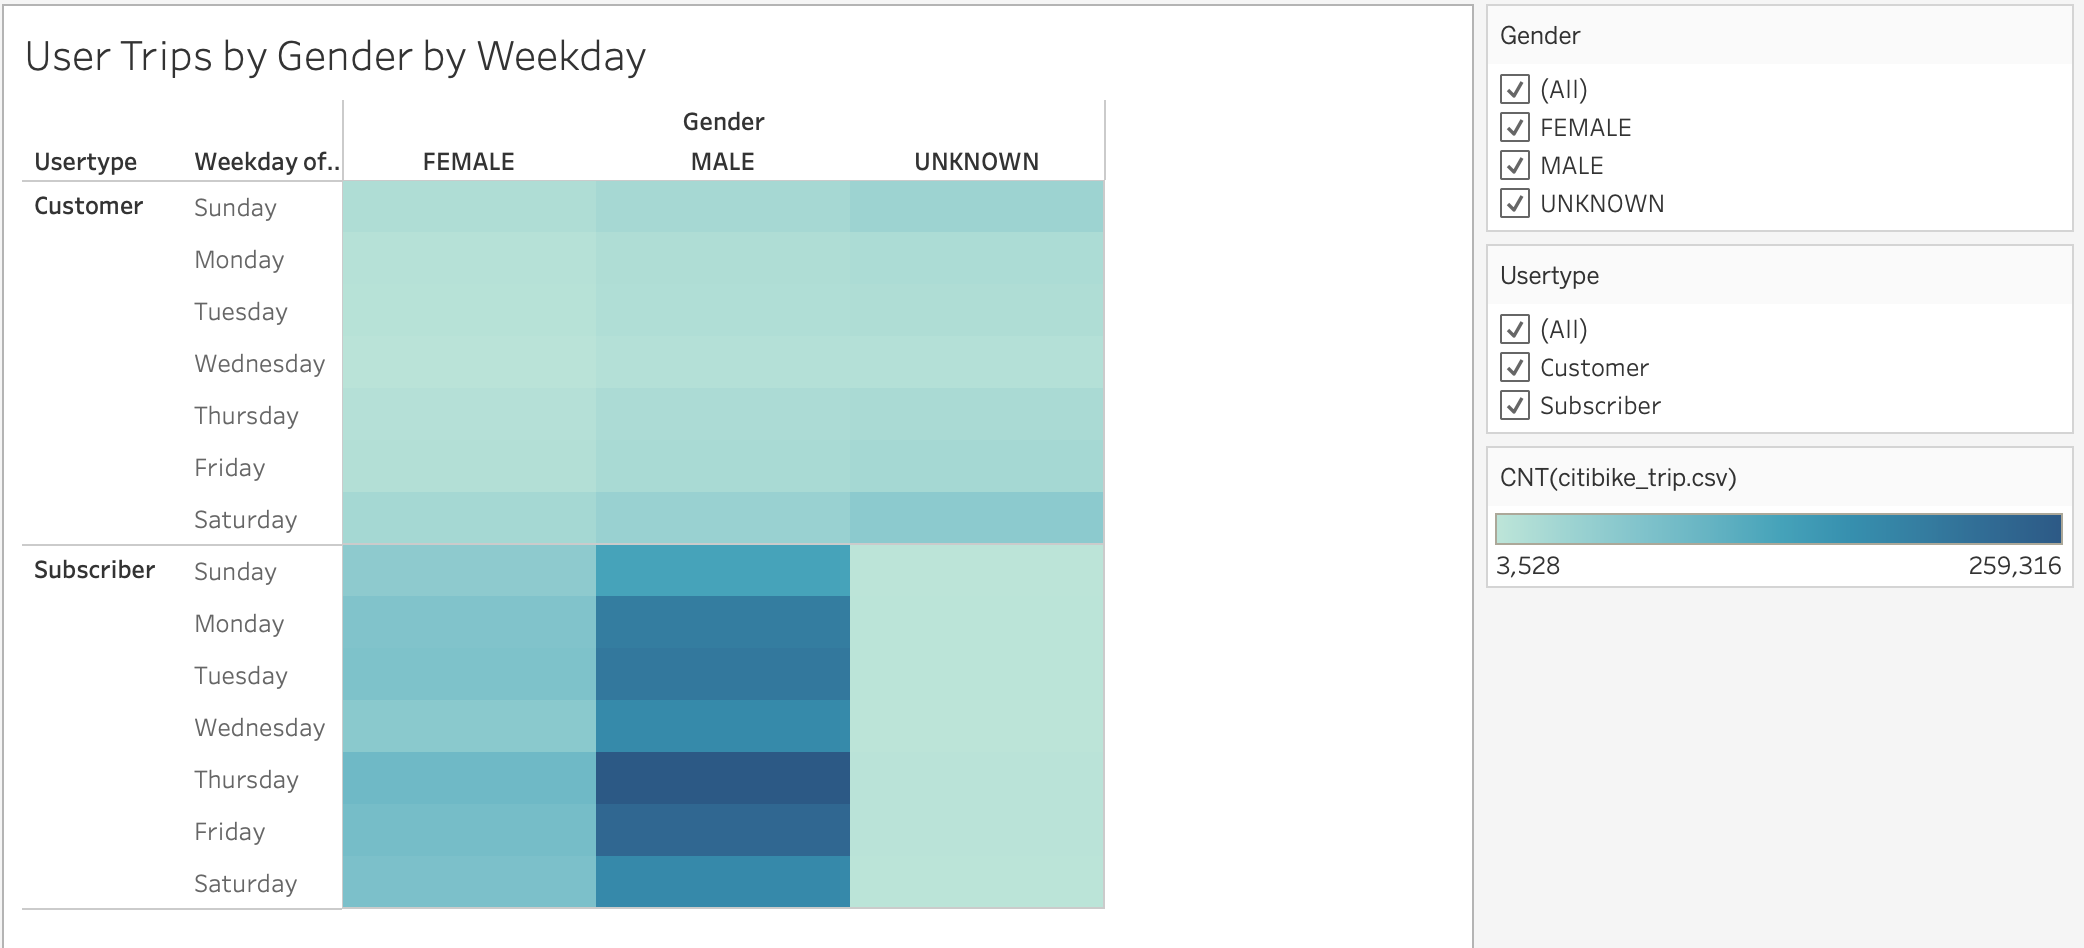 User Trips by Gender by Weekday
Gender
Usertype Weekday of.. FEMALE MALE UNKNOWN
Customer Sunday
Monday
Tuesday
Wednesday
Thursday
Friday
Saturday
Subscriber Sunday
Monday
Tuesday
Wednesday
Thursday
Friday
Saturday
Gender
(All)
FEMALE
MALE
UNKNOWN
Usertype
(All)
Customer
Subscriber
CNT(citibike_trip.csv)
3,528 259,316